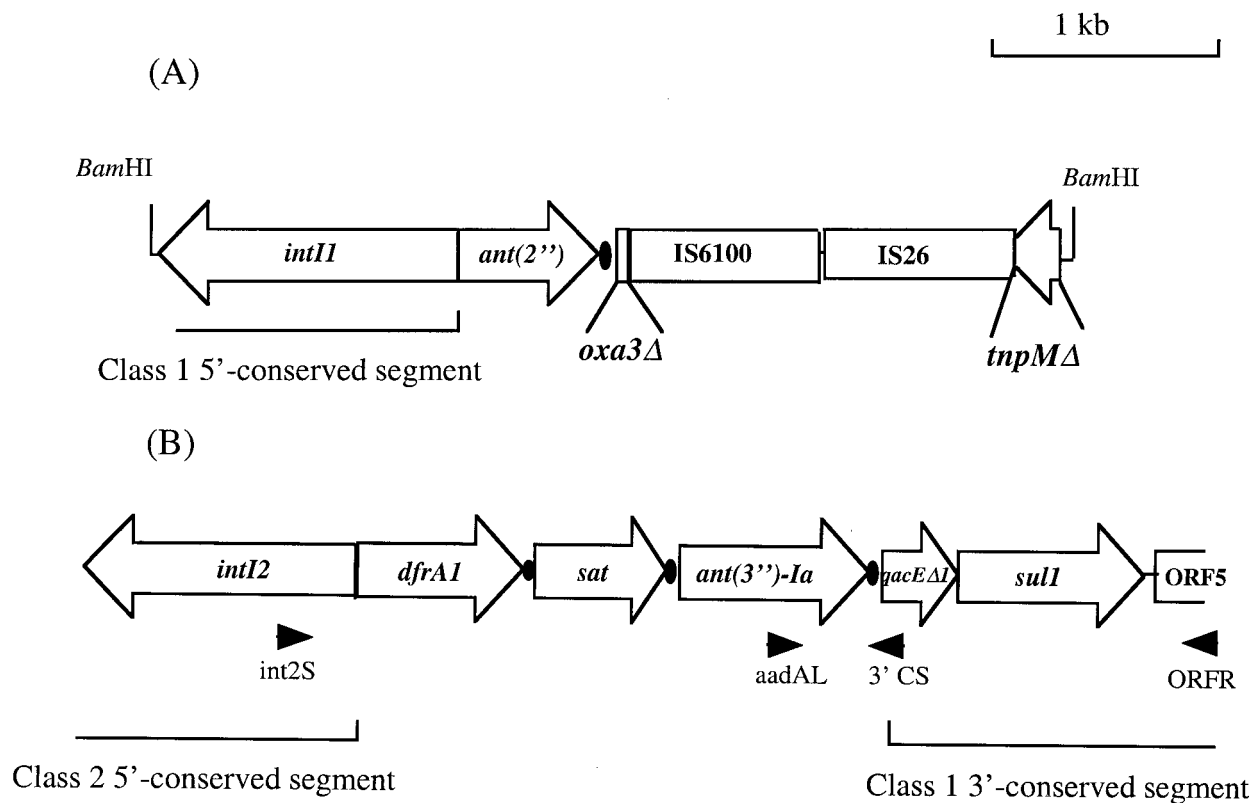 1 kb
(A)
BamHI
BamHI
intI1
ant(2’’)
IS6100
IS26
oxa3Δ
tnpMΔ
Class 1 5’-conserved segment
(B)
intI2
dfrA1
sat
ant(3’’)-Ia
qacEΔ1
sul1
ORF5
int2S
aadAL
3’ CS
ORFR
Class 2 5’-conserved segment
Class 1 3’-conserved segment